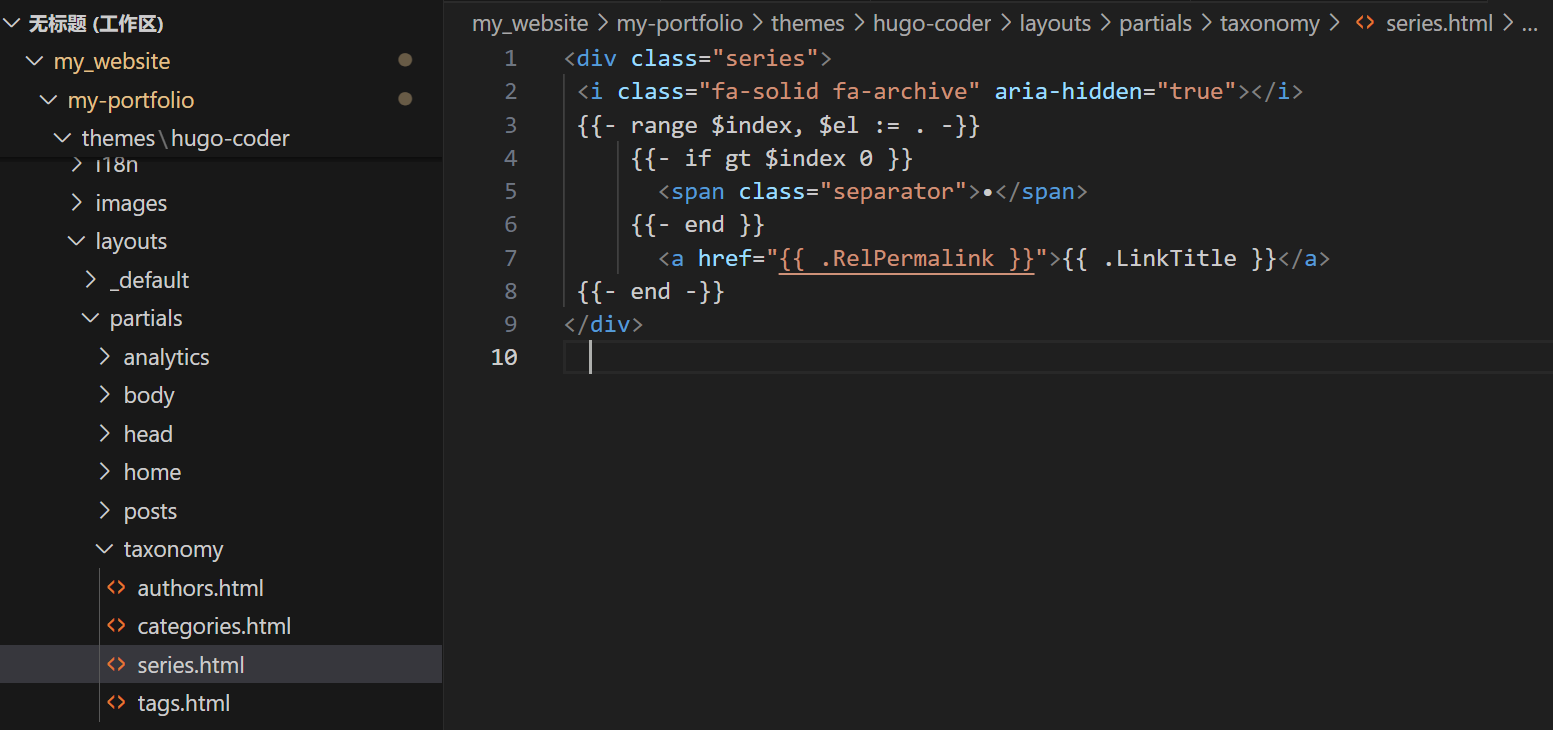 无标题 (工作区)
my_website
my-portfolio
themes\hugo-coder
i18n
images
layouts
_default
partials
analytics
body
head
home
posts
taxonomy
authors.html
categories.html
series.html
tags.html
my_website > my-portfolio > themes > hugo-coder > layouts > partials > taxonomy > <> series.html > ...
1 <div class="series">
2 <i class="fa-solid fa-archive" aria-hidden="true"></i>
3 {{- range $index, $el := . -}}
4 {{- if gt $index 0 }}
5 <span class="separator">•</span>
6 {{- end }}
7 <a href="{{ .RelPermalink }}">{{ .LinkTitle }}</a>
8 {{- end -}}
9 </div>
10